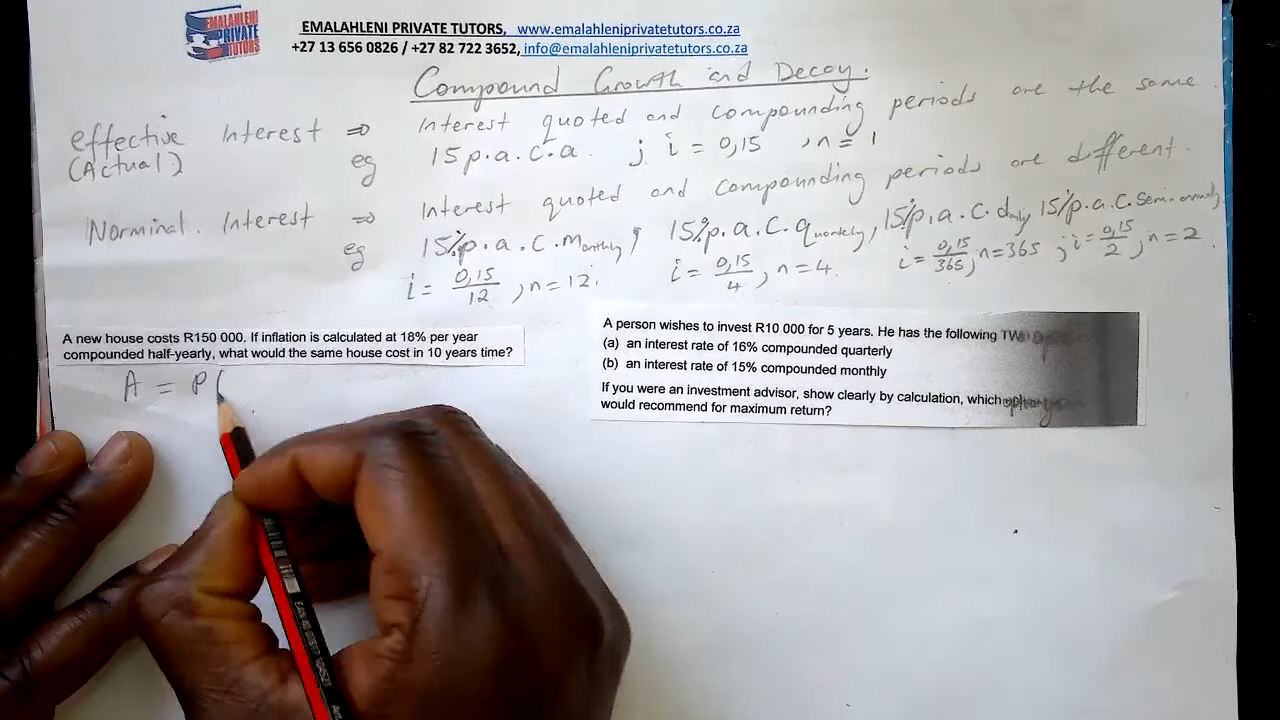 EMALAHLENI PRIVATE TUTORS
EMALAHLENI PRIVATE TUTORS, www.emalahleniprivatetutors.co.za
+27 13 656 0826 / +27 82 722 3652, info@emalahleniprivatetutors.co.za
Compound Growth and Decay.
effective Interest ⇒ Interest quoted and compounding periods are the same.
(Actual) eg 15 p.a.c.a. ; i = 0,15 , n = 1
Norminal. Interest ⇒ Interest quoted and compounding periods are different.
eg 15% p.a.c. Monthly, 15% p.a.c. quarterly, 15% p.a.c. daily, 15% p.a.c. semi-annually
i = 0,15/12 , n=12. i = 0,15/4 , n=4. i = 0,15/365, n=365 ; i = 0,15/2 , n=2.
A new house costs R150 000. If inflation is calculated at 18% per year
compounded half-yearly, what would the same house cost in 10 years time?
A = P(
A person wishes to invest R10 000 for 5 years. He has the following TWO
(a) an interest rate of 16% compounded quarterly
(b) an interest rate of 15% compounded monthly
If you were an investment advisor, show clearly by calculation, which
would recommend for maximum return?